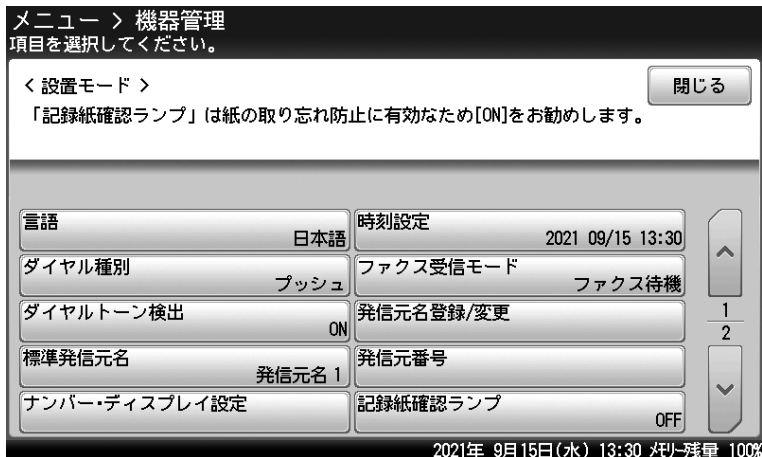 メニュー > 機器管理
項目を選択してください。
< 設置モード >
閉じる
「記録紙確認ランプ」は紙の取り忘れ防止に有効なため[ON]をお勧めします。
言語
日本語
時刻設定
2021 09/15 13:30
ダイヤル種別
プッシュ
ファクス受信モード
ファクス待機
ダイヤルトーン検出
ON
発信元名登録/変更
1
2
標準発信元名
発信元名 1
発信元番号
ナンバー・ディスプレイ設定
記録紙確認ランプ
OFF
2021年 9月15日(水) 13:30 ﾒﾓﾘｰ残量 100%